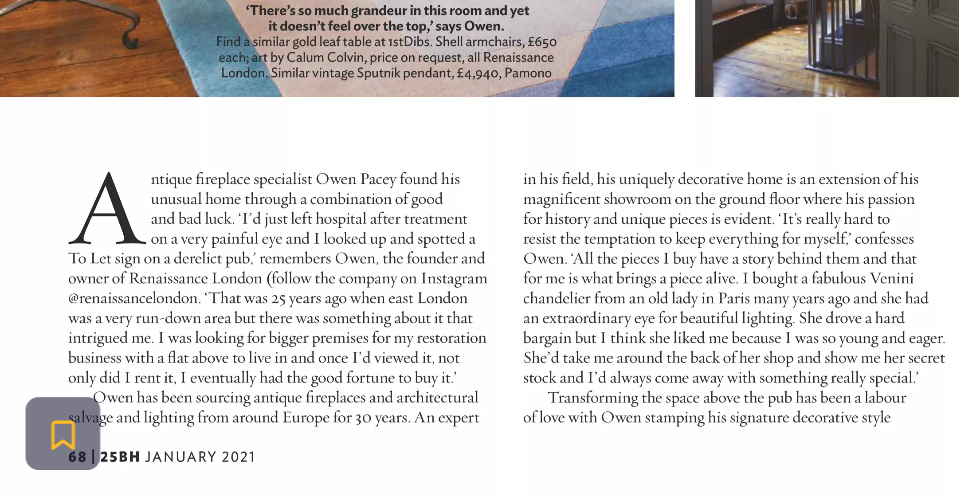 ‘There’s so much grandeur in this room and yet
it doesn’t feel over the top,’ says Owen.
Find a similar gold leaf table at 1stDibs. Shell armchairs, £650
each; art by Calum Colvin, price on request, all Renaissance
London. Similar vintage Sputnik pendant, £4,940, Pamono
Antique fireplace specialist Owen Pacey found his
unusual home through a combination of good
and bad luck. ‘I’d just left hospital after treatment
on a very painful eye and I looked up and spotted a
To Let sign on a derelict pub,’ remembers Owen, the founder and
owner of Renaissance London (follow the company on Instagram
@renaissancelondon. ‘That was 25 years ago when east London
was a very run-down area but there was something about it that
intrigued me. I was looking for bigger premises for my restoration
business with a flat above to live in and once I’d viewed it, not
only did I rent it, I eventually had the good fortune to buy it.’
Owen has been sourcing antique fireplaces and architectural
salvage and lighting from around Europe for 30 years. An expert
in his field, his uniquely decorative home is an extension of his
magnificent showroom on the ground floor where his passion
for history and unique pieces is evident. ‘It’s really hard to
resist the temptation to keep everything for myself,’ confesses
Owen. ‘All the pieces I buy have a story behind them and that
for me is what brings a piece alive. I bought a fabulous Venini
chandelier from an old lady in Paris many years ago and she had
an extraordinary eye for beautiful lighting. She drove a hard
bargain but I think she liked me because I was so young and eager.
She’d take me around the back of her shop and show me her secret
stock and I’d always come away with something really special.’
Transforming the space above the pub has been a labour
of love with Owen stamping his signature decorative style
68 | 25BH JANUARY 2021